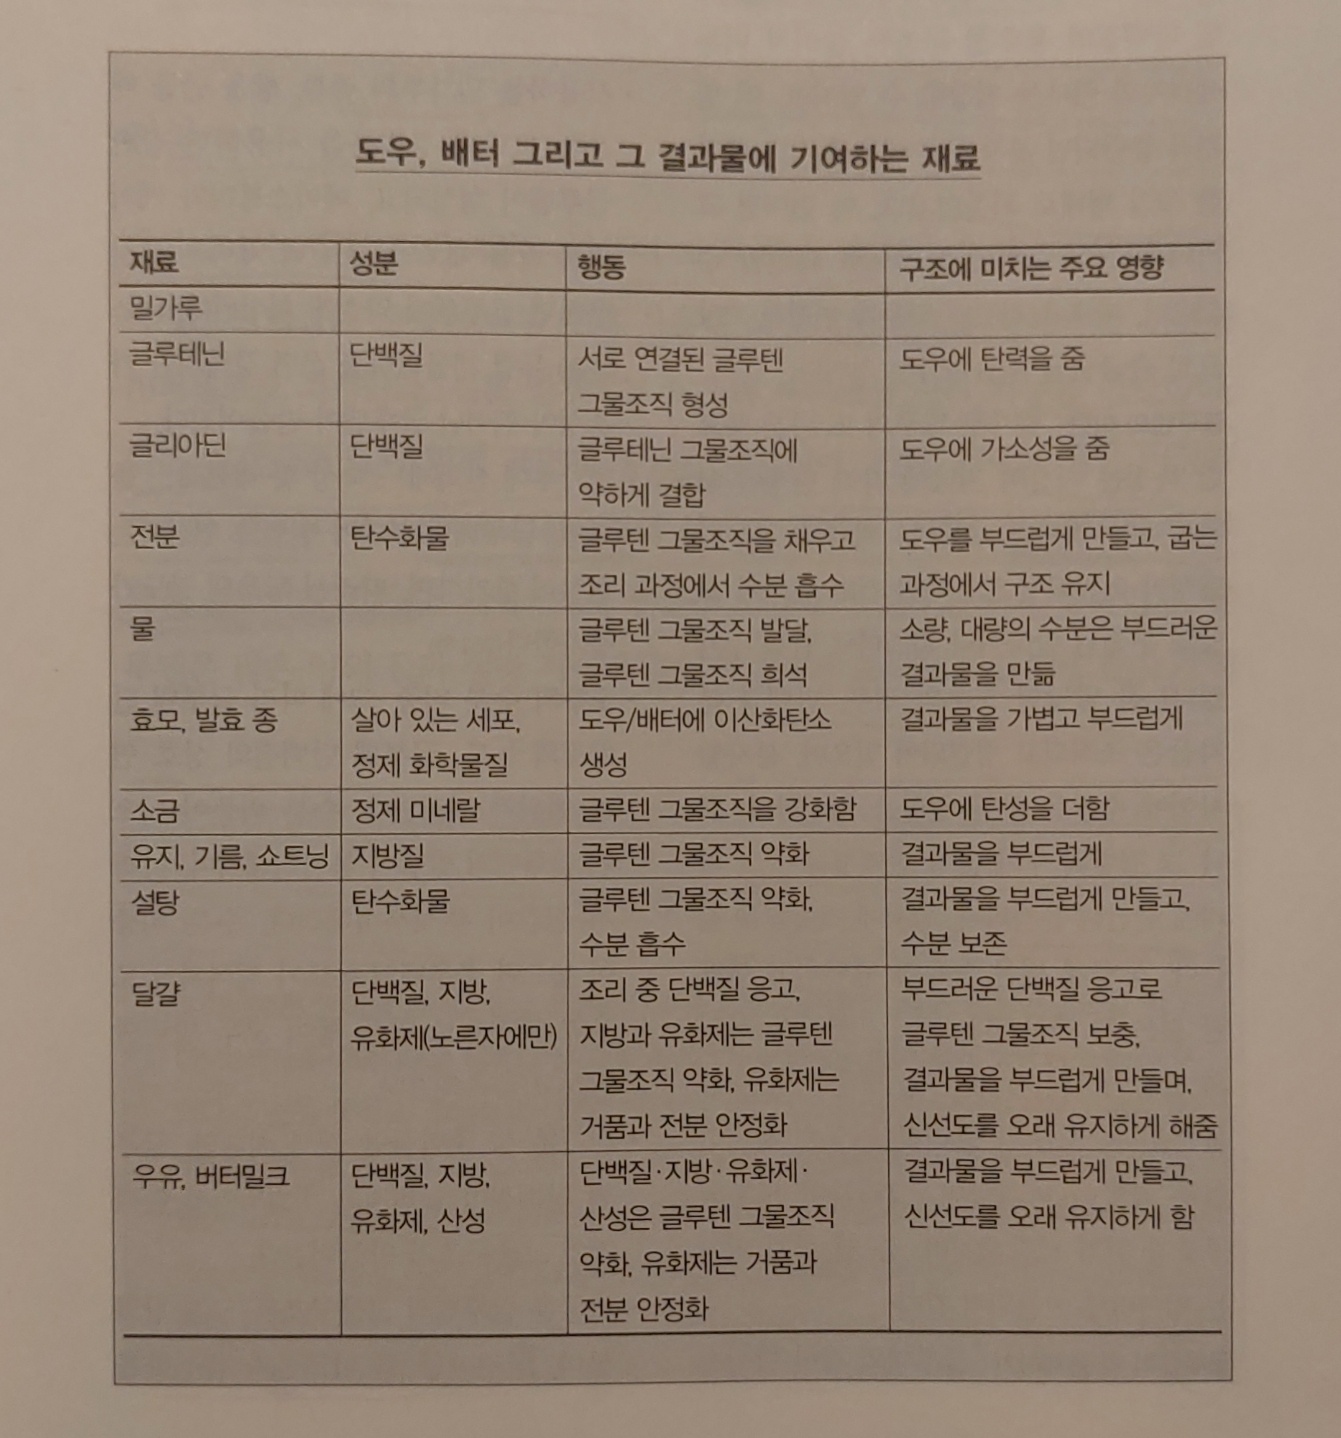 도우, 배터 그리고 그 결과물에 기여하는 재료
재료 성분 행동 구조에 미치는 주요 영향
밀가루
글루테닌 단백질 서로 연결된 글루텐 도우에 탄력을 줌
그물조직 형성
글리아딘 단백질 글루테닌 그물조직에 도우에 가소성을 줌
약하게 결합
전분 탄수화물 글루텐 그물조직을 채우고 도우를 부드럽게 만들고, 굽는
조리 과정에서 수분 흡수 과정에서 구조 유지
물 글루텐 그물조직 발달, 소량, 대량의 수분은 부드러운
글루텐 그물조직 희석 결과물을 만듦
효모, 발효 종 살아 있는 세포, 도우/배터에 이산화탄소 결과물을 가볍고 부드럽게
정제 화학물질 생성
소금 정제 미네랄 글루텐 그물조직을 강화함 도우에 탄성을 더함
유지, 기름, 쇼트닝 지방질 글루텐 그물조직 약화 결과물을 부드럽게
설탕 탄수화물 글루텐 그물조직 약화, 결과물을 부드럽게 만들고,
수분 흡수 수분 보존
달걀 단백질, 지방, 조리 중 단백질 응고, 부드러운 단백질 응고로
유화제(노른자에만) 지방과 유화제는 글루텐 글루텐 그물조직 보충,
그물조직 약화, 유화제는 결과물을 부드럽게 만들며,
거품과 전분 안정화 신선도를 오래 유지하게 해줌
우유, 버터밀크 단백질, 지방, 단백질·지방·유화제· 결과물을 부드럽게 만들고,
유화제, 산성 산성은 글루텐 그물조직 신선도를 오래 유지하게 함
약화, 유화제는 거품과
전분 안정화